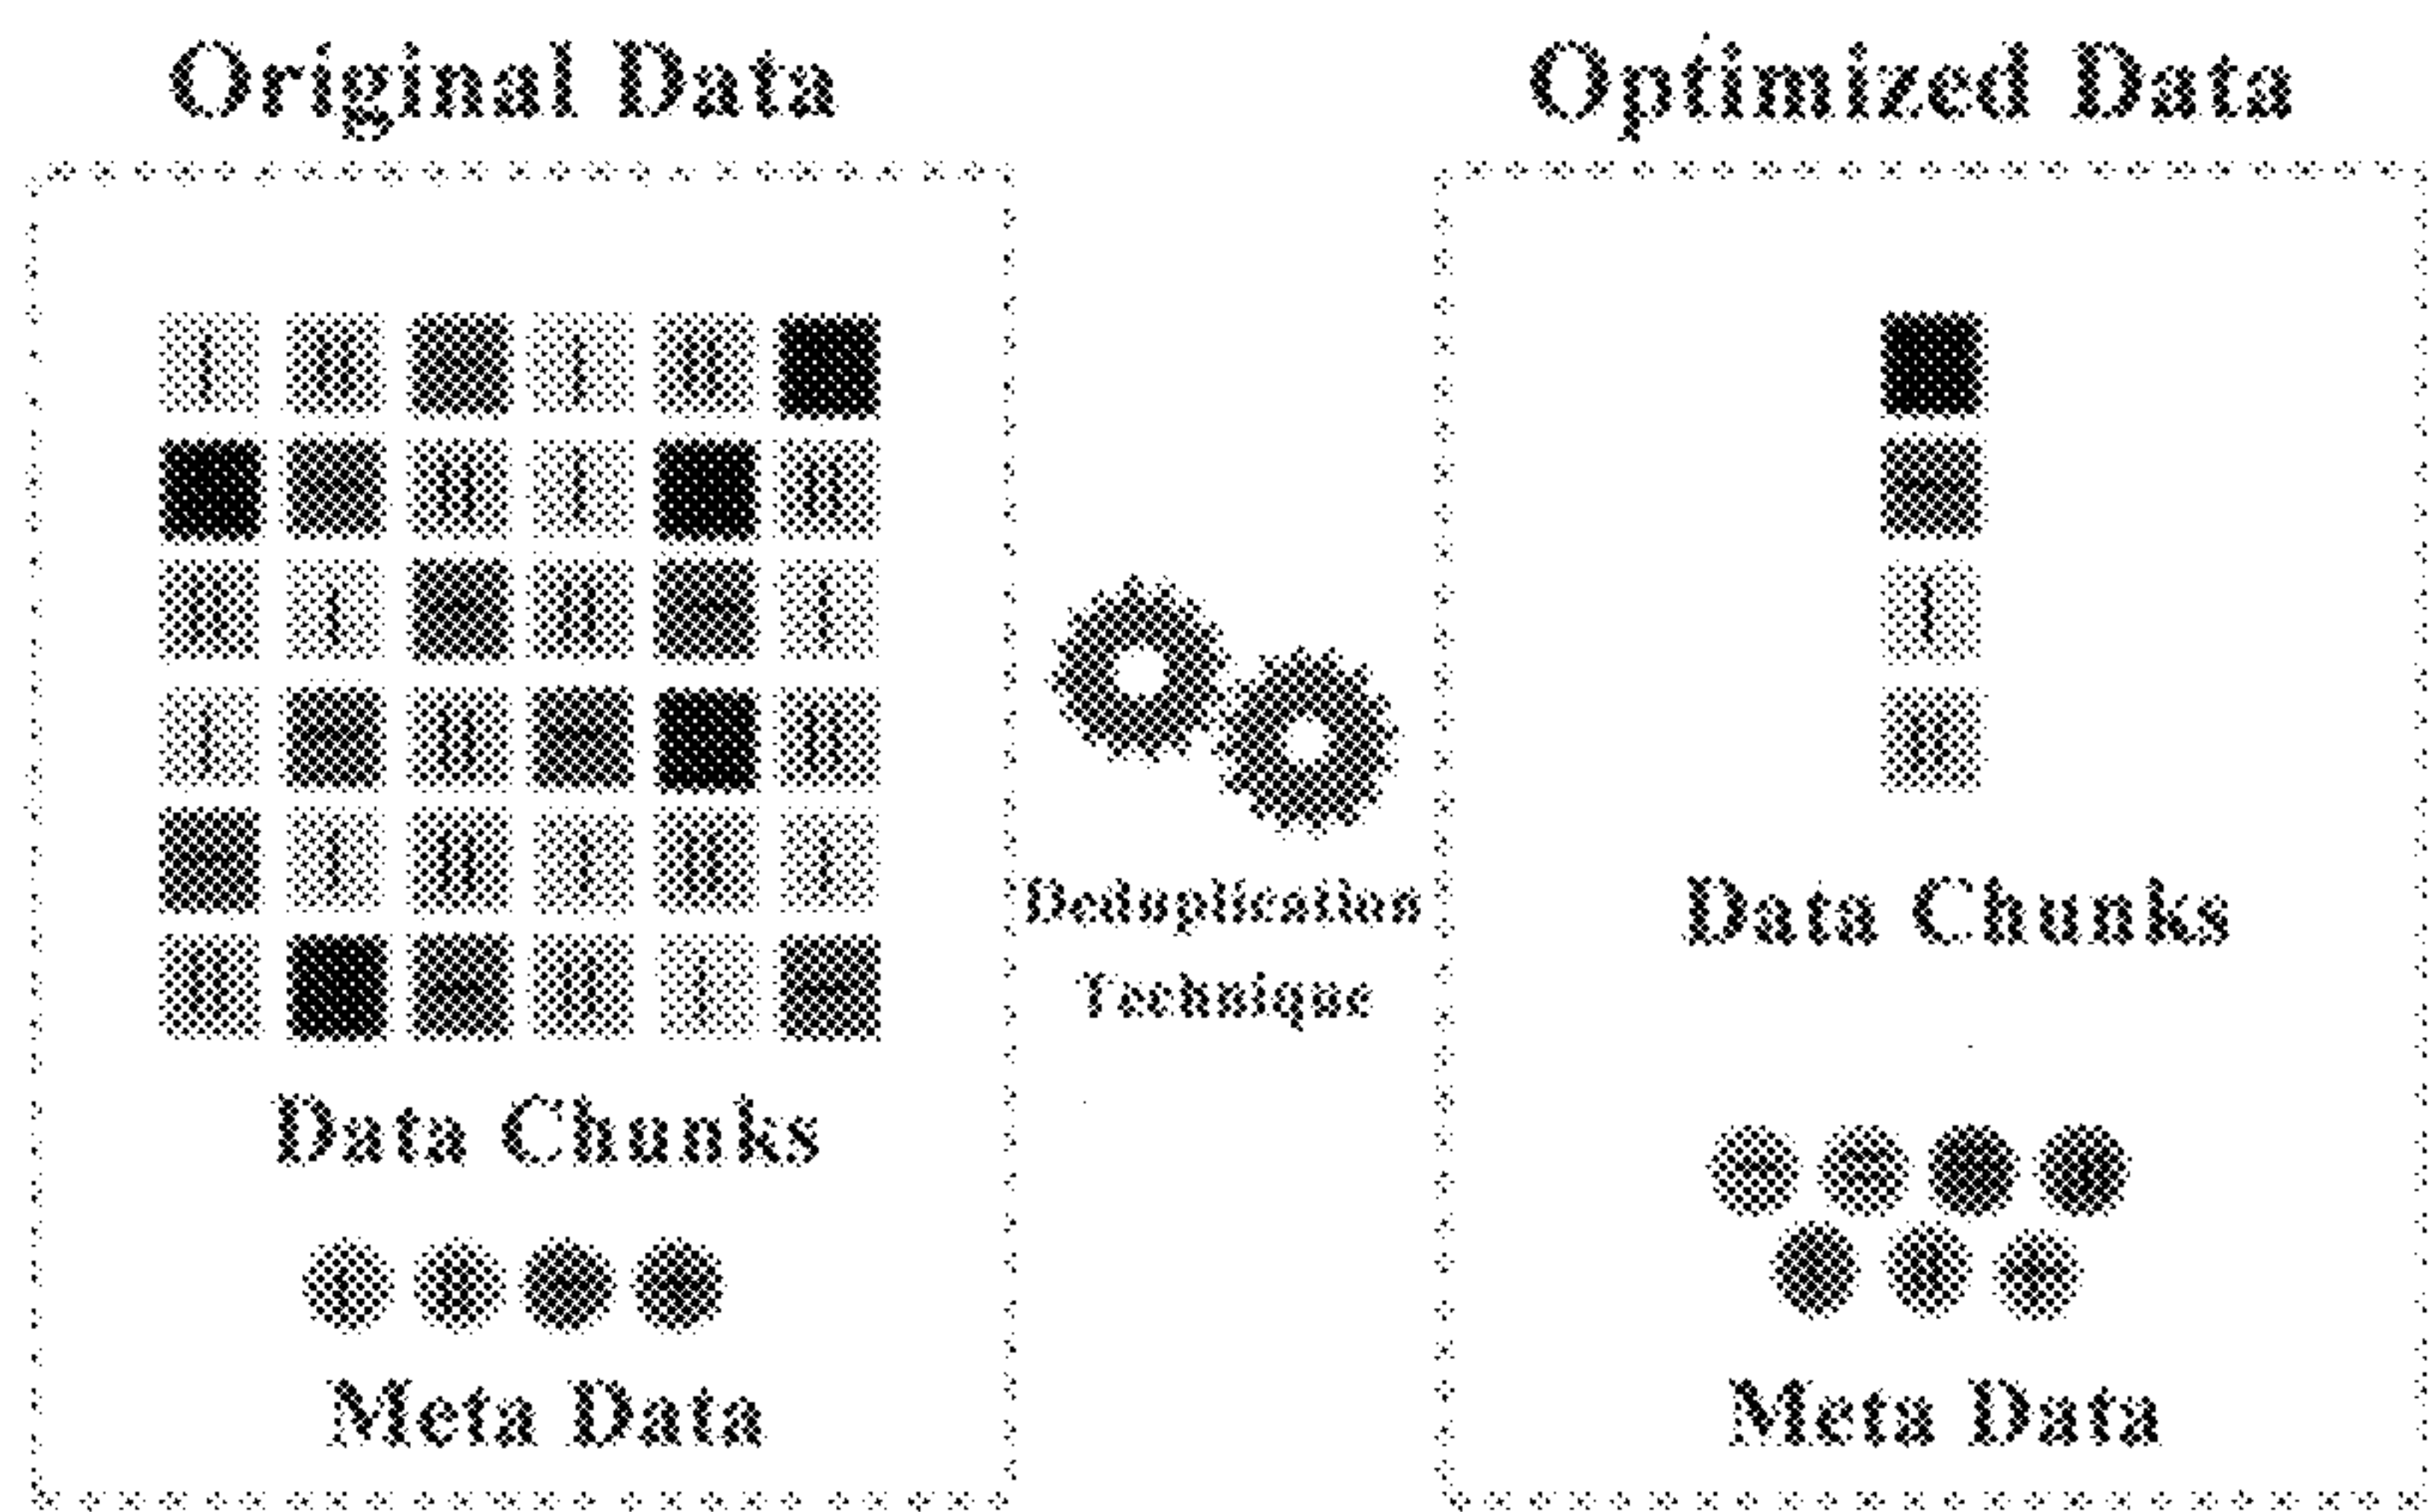 Original Data
Optimized Data
Deduplication
Technique
Data Chunks
Data Chunks
Meta Data
Meta Data